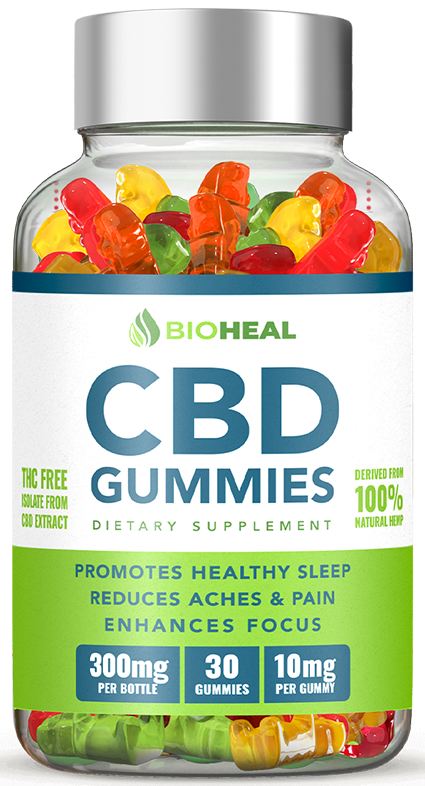 BIOHEAL
CBD
GUMMIES
DIETARY SUPPLEMENT
THC FREE
ISOLATE FROM
CBD EXTRACT
DERIVED FROM
100%
NATURAL HEMP
PROMOTES HEALTHY SLEEP
REDUCES ACHES & PAIN
ENHANCES FOCUS
300mg
PER BOTTLE
30
GUMMIES
10mg
PER GUMMY